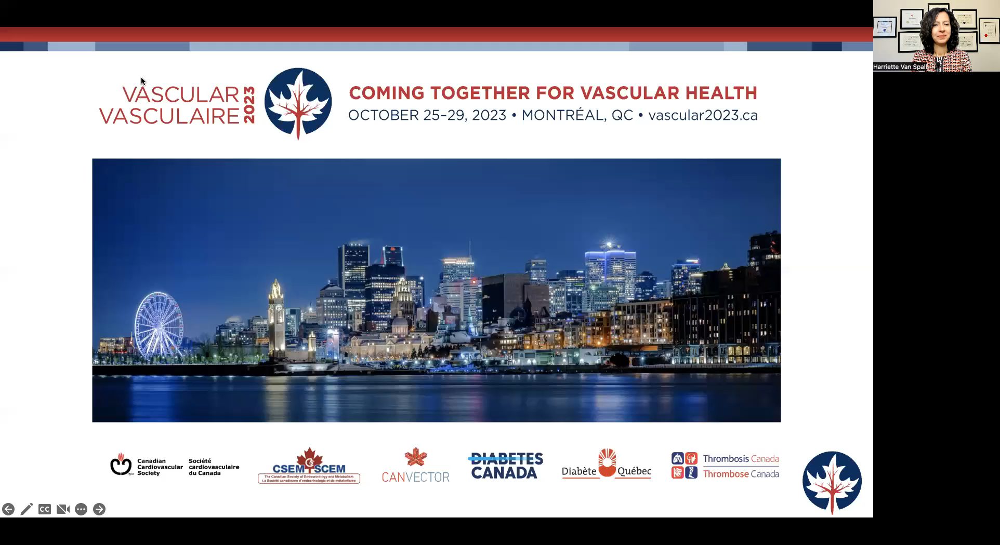 VASCULAR
VASCULAIRE
2023
COMING TOGETHER FOR VASCULAR HEALTH
OCTOBER 25–29, 2023 • MONTRÉAL, QC • vascular2023.ca
Harriette Van Spall
Canadian
Cardiovascular
Society
Société
cardiovasculaire
du Canada
CSEM SCEM
The Canadian Society of Endocrinology and Metabolism
La Société canadienne d'endocrinologie et de métabolisme
CANVECTOR
DIABETES
CANADA
Diabète Québec
Thrombosis Canada
Thrombose Canada
CC